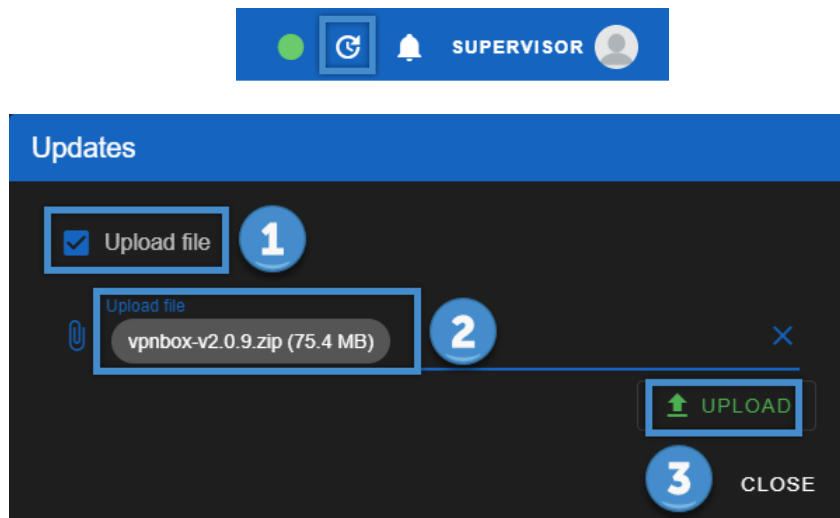 SUPERVISOR
Updates
Upload file
1
Upload file
vpnbox-v2.0.9.zip (75.4 MB)
2
UPLOAD
3
CLOSE